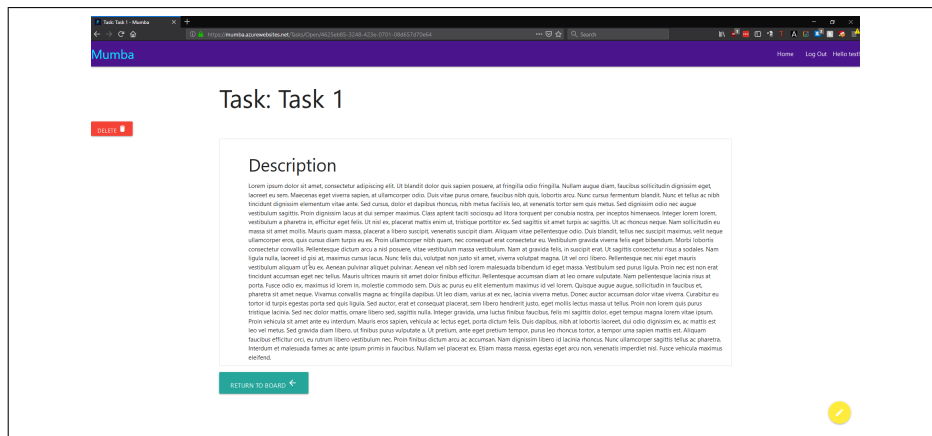 Task: Task 1 - Mumba
https://mumba.azurewebsites.net/Tasks/Open/4625eb85-3248-423e-0701-08d657d70e64
Search
Mumba
Home Log Out Hello test!
Task: Task 1
DELETE
Description
Lorem ipsum dolor sit amet, consectetur adipiscing elit. Ut blandit dolor quis sapien posuere, at fringilla odio fringilla. Nullam augue diam, faucibus sollicitudin dignissim eget,
laoreet eu sem. Maecenas eget viverra sapien, at ullamcorper odio. Duis vitae purus ornare, faucibus nibh quis, lobortis arcu. Nunc cursus fermentum blandit. Nunc et tellus ac nibh
tincidunt dignissim elementum vitae ante. Sed cursus, dolor et dapibus rhoncus, nibh metus facilisis leo, at venenatis tortor sem quis metus. Sed dignissim odio nec augue
vestibulum sagittis. Proin dignissim lacus at dui semper maximus. Class aptent taciti sociosqu ad litora torquent per conubia nostra, per inceptos himenaeos. Integer lorem lorem,
vestibulum a pharetra in, efficitur eget felis. Ut nisl ex, placerat mattis enim ut, tristique porttitor ex. Sed sagittis sit amet turpis ac sagittis. Ut ac rhoncus neque. Nam sollicitudin eu
massa sit amet mollis. Mauris quam massa, placerat a libero suscipit, venenatis suscipit diam. Aliquam vitae pellentesque odio. Duis blandit, tellus nec suscipit maximus, velit neque
ullamcorper eros, quis cursus diam turpis eu ex. Proin ullamcorper nibh quam, nec consequat erat consectetur eu. Vestibulum gravida viverra felis eget bibendum. Morbi lobortis
consectetur convallis. Pellentesque dictum arcu a nisl posuere, vitae vestibulum massa vestibulum. Nam at gravida felis, in suscipit erat. Ut sagittis consectetur risus a sodales. Nam
ligula nulla, laoreet id nisi at, maximus cursus lacus. Nunc felis dui, volutpat non justo sit amet, viverra volutpat magna. Ut vel orci libero. Pellentesque nec nisi eget mauris
vestibulum aliquam ut eu ex. Aenean pulvinar aliquet pulvinar. Aenean vel nibh sed lorem malesuada bibendum id eget massa. Vestibulum sed purus ligula. Proin nec est non erat
tincidunt accumsan eget nec tellus. Mauris ultrices mauris sit amet dolor finibus efficitur. Pellentesque accumsan diam at leo ornare vulputate. Nam pellentesque lacinia risus at
porta. Fusce odio ex, maximus id lorem in, molestie commodo sem. Duis ac purus eu elit elementum maximus id vel lorem. Quisque augue augue, sollicitudin in faucibus et,
pharetra sit amet neque. Vivamus convallis magna ac fringilla dapibus. Ut leo diam, varius at ex nec, lacinia viverra metus. Donec auctor accumsan dolor vitae viverra. Curabitur eu
tortor id turpis egestas porta sed quis ligula. Sed auctor, erat et consequat placerat, sem libero hendrerit justo, eget mollis lectus massa ut tellus. Proin non lorem quis purus
tristique lacinia. Sed nec dolor mattis, ornare libero sed, sagittis nulla. Integer gravida, urna luctus finibus faucibus, felis mi sagittis dolor, eget tempus magna lorem vitae ipsum.
Proin vehicula sit amet ante eu interdum. Mauris eros sapien, vehicula ac lectus eget, porta dictum felis. Duis dapibus, nibh at lobortis laoreet, dui odio dignissim ex, ac mattis est
leo vel metus. Sed gravida diam libero, ut finibus purus vulputate a. Ut pretium, ante eget pretium tempor, purus leo rhoncus tortor, a tempor urna sapien mattis est. Aliquam
faucibus efficitur orci, eu rutrum libero vestibulum nec. Proin finibus dictum arcu ac accumsan. Nam dignissim libero id lacinia rhoncus. Nunc ullamcorper sagittis tellus ac pharetra.
Interdum et malesuada fames ac ante ipsum primis in faucibus. Nullam vel placerat ex. Etiam massa massa, egestas eget arcu non, venenatis imperdiet nisl. Fusce vehicula maximus
eleifend.
RETURN TO BOARD